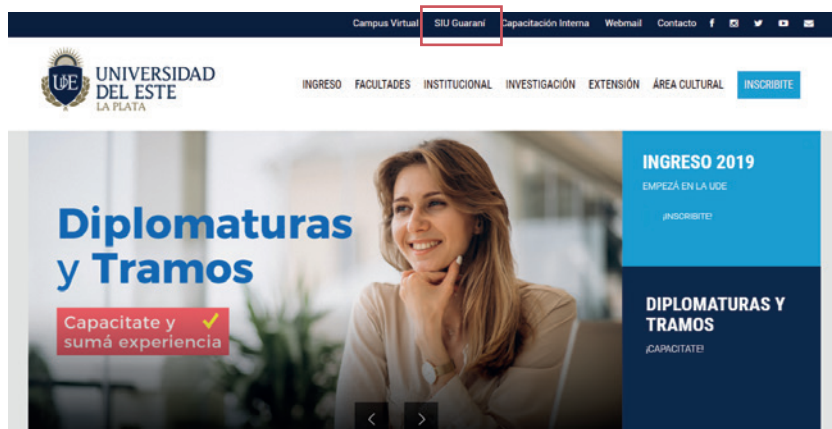 Campus Virtual SIU Guaraní Capacitación Interna Webmail Contacto
UDE
UNIVERSIDAD
DEL ESTE
LA PLATA
INGRESO FACULTADES INSTITUCIONAL INVESTIGACIÓN EXTENSIÓN ÁREA CULTURAL INSCRIBITE
Diplomaturas
y Tramos
Capacitate y
sumá experiencia
INGRESO 2019
EMPEZÁ EN LA UDE
¡INSCRIBITE!
DIPLOMATURAS Y
TRAMOS
¡CAPACITATE!